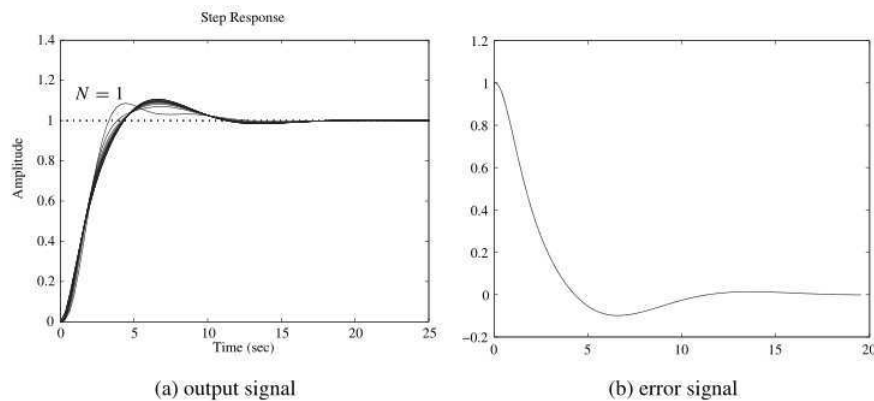 Step Response
1.4
1.2
N = 1
1
0.8
0.6
0.4
0.2
0
Amplitude
0 5 10 15 20 25
Time (sec)
(a) output signal
1.2
1
0.8
0.6
0.4
0.2
0
−0.2
0 5 10 15 20
(b) error signal